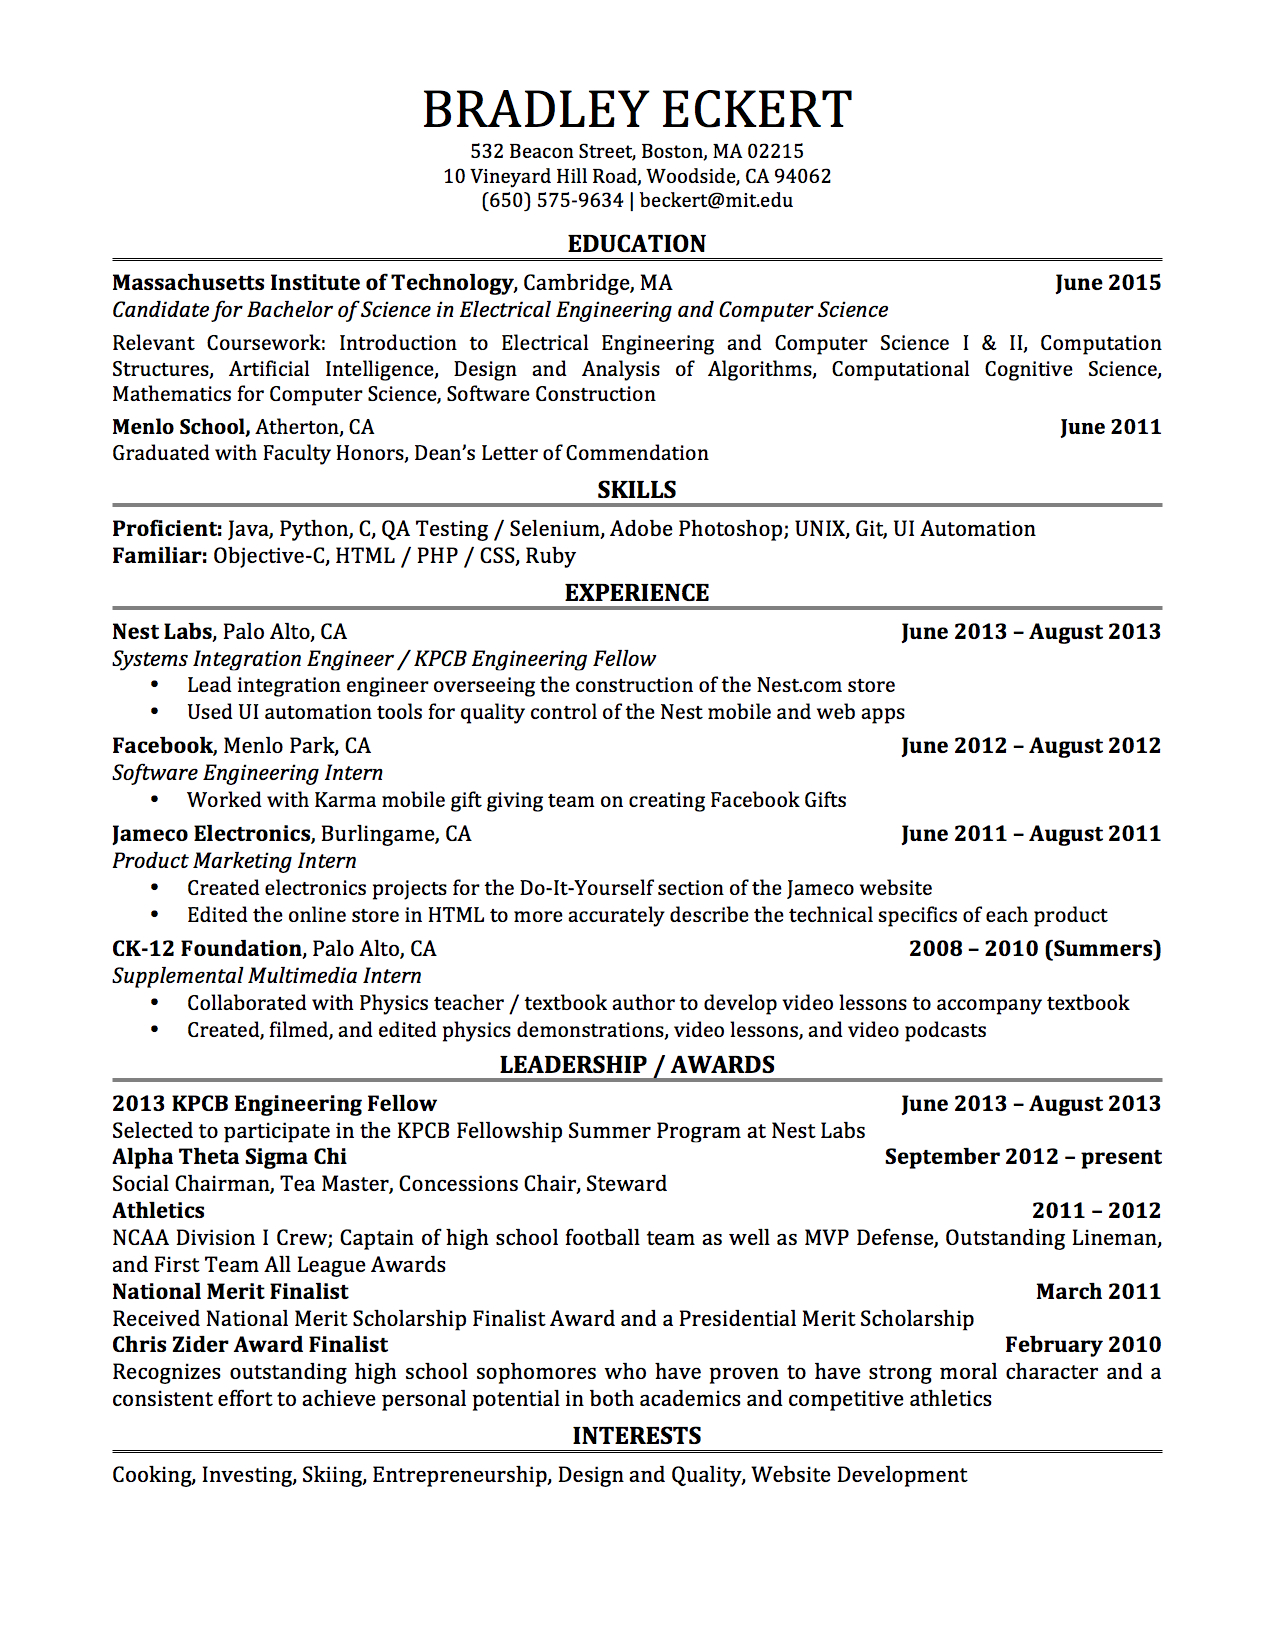 BRADLEY ECKERT
532 Beacon Street, Boston, MA 02215
10 Vineyard Hill Road, Woodside, CA 94062
(650) 575-9634 | beckert@mit.edu
EDUCATION
Massachusetts Institute of Technology, Cambridge, MA June 2015
Candidate for Bachelor of Science in Electrical Engineering and Computer Science
Relevant Coursework: Introduction to Electrical Engineering and Computer Science I & II, Computation
Structures, Artificial Intelligence, Design and Analysis of Algorithms, Computational Cognitive Science,
Mathematics for Computer Science, Software Construction
Menlo School, Atherton, CA June 2011
Graduated with Faculty Honors, Dean’s Letter of Commendation
SKILLS
Proficient: Java, Python, C, QA Testing / Selenium, Adobe Photoshop; UNIX, Git, UI Automation
Familiar: Objective-C, HTML / PHP / CSS, Ruby
EXPERIENCE
Nest Labs, Palo Alto, CA June 2013 – August 2013
Systems Integration Engineer / KPCB Engineering Fellow
• Lead integration engineer overseeing the construction of the Nest.com store
• Used UI automation tools for quality control of the Nest mobile and web apps
Facebook, Menlo Park, CA June 2012 – August 2012
Software Engineering Intern
• Worked with Karma mobile gift giving team on creating Facebook Gifts
Jameco Electronics, Burlingame, CA June 2011 – August 2011
Product Marketing Intern
• Created electronics projects for the Do-It-Yourself section of the Jameco website
• Edited the online store in HTML to more accurately describe the technical specifics of each product
CK-12 Foundation, Palo Alto, CA 2008 – 2010 (Summers)
Supplemental Multimedia Intern
• Collaborated with Physics teacher / textbook author to develop video lessons to accompany textbook
• Created, filmed, and edited physics demonstrations, video lessons, and video podcasts
LEADERSHIP / AWARDS
2013 KPCB Engineering Fellow June 2013 – August 2013
Selected to participate in the KPCB Fellowship Summer Program at Nest Labs
Alpha Theta Sigma Chi September 2012 – present
Social Chairman, Tea Master, Concessions Chair, Steward
Athletics 2011 – 2012
NCAA Division I Crew; Captain of high school football team as well as MVP Defense, Outstanding Lineman,
and First Team All League Awards
National Merit Finalist March 2011
Received National Merit Scholarship Finalist Award and a Presidential Merit Scholarship
Chris Zider Award Finalist February 2010
Recognizes outstanding high school sophomores who have proven to have strong moral character and a
consistent effort to achieve personal potential in both academics and competitive athletics
INTERESTS
Cooking, Investing, Skiing, Entrepreneurship, Design and Quality, Website Development